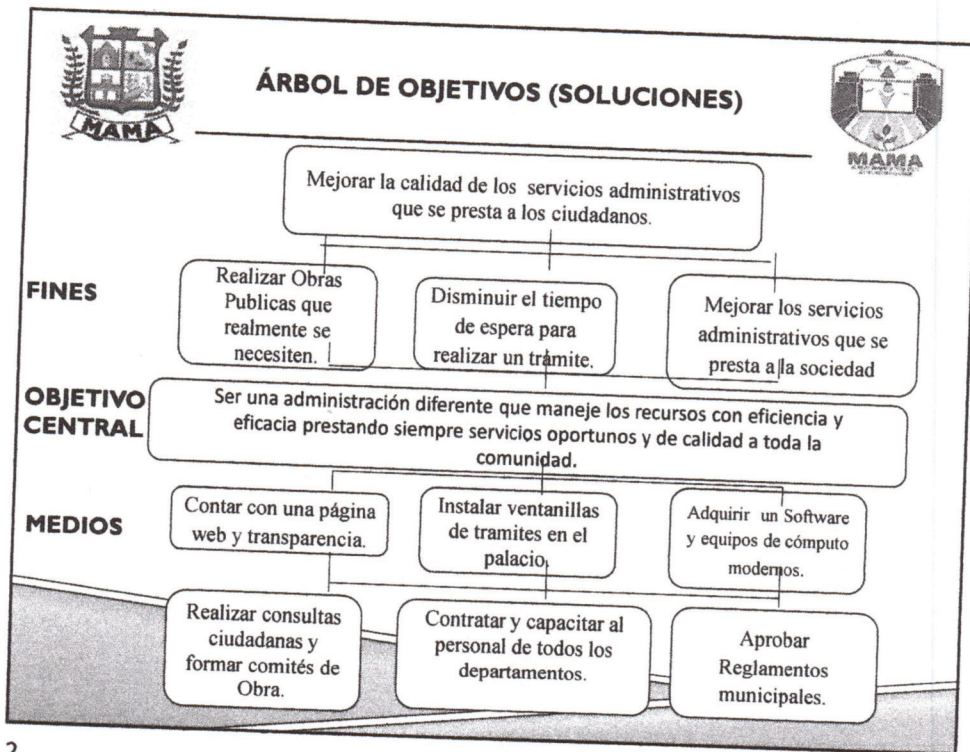 ÁRBOL DE OBJETIVOS (SOLUCIONES)
MAMA
MAMA
Mejorar la calidad de los servicios administrativos
que se presta a los ciudadanos.
FINES
Realizar Obras
Publicas que
realmente se
necesiten.
Disminuir el tiempo
de espera para
realizar un trámite.
Mejorar los servicios
administrativos que se
presta a la sociedad
OBJETIVO
CENTRAL
Ser una administración diferente que maneje los recursos con eficiencia y
eficacia prestando siempre servicios oportunos y de calidad a toda la
comunidad.
MEDIOS
Contar con una página
web y transparencia.
Instalar ventanillas
de tramites en el
palacio.
Adquirir un Software
y equipos de cómputo
modernos.
Realizar consultas
ciudadanas y
formar comités de
Obra.
Contratar y capacitar al
personal de todos los
departamentos.
Aprobar
Reglamentos
municipales.
2